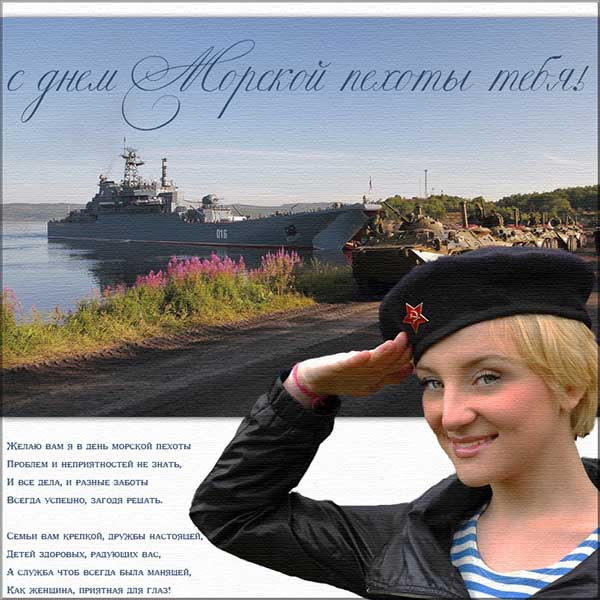 с днем Морской пехоты тебя!
016
Желаю вам я в день морской пехоты
Проблем и неприятностей не знать,
И все дела, и разные заботы
Всегда успешно, загодя решать.
Семьи вам крепкой, дружбы настоящей,
Детей здоровых, радующих вас,
А служба чтоб всегда была манящей,
Как женщина, приятная для глаз!